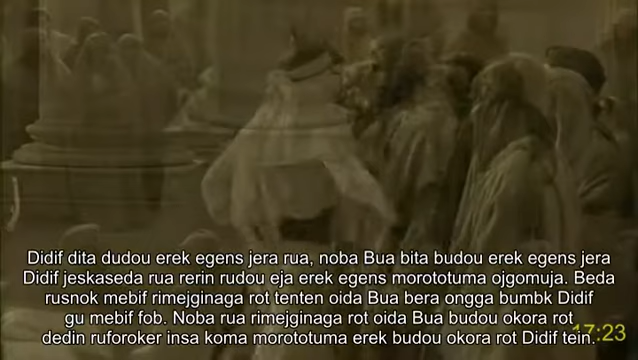 Didif dita dudou erek egens jera rua, noba Bua bita budou erek egens jera
Didif jeskaseda rua rerin rudou eja erek egens morototuma ojgomuja. Beda
rusnok mebif rimejginaga rot tenten oida Bua bera ongga bumbk Didif
gu mebif fob. Noba rua rimejginaga rot oida Bua budou okora rot
dedin ruforoker insa koma morototuma erek budou okora rot Didif tein.
17:23